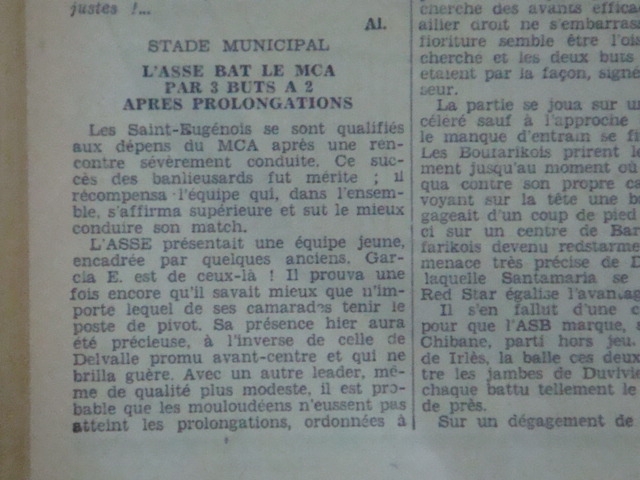 justes !...
Al.
STADE MUNICIPAL
L'ASSE BAT LE MCA
PAR 3 BUTS A 2
APRES PROLONGATIONS
Les Saint-Eugénois se sont qualifiés
aux dépens du MCA après une ren-
contre sévèrement conduite. Ce suc-
cès des banlieusards fut mérite ; il
récompensa l'équipe qui, dans l'ensem-
ble, s'affirma supérieure et sut le mieux
conduire son match.
L'ASSE présentait une équipe jeune,
encadrée par quelques anciens. Gar-
cia E. est de ceux-là ! Il prouva une
fois encore qu'il savait mieux que n'im-
porte lequel de ses camarades tenir le
poste de pivot. Sa présence hier aura
été précieuse, à l'inverse de celle de
Delvalle promu avant-centre et qui ne
brilla guère. Avec un autre leader, mê-
me de qualité plus modeste, il est pro-
bable que les mouloudéens n'eussent pas
atteint les prolongations, ordonnées à
cherche des avants effica
ailier droit ne s'embarrass
fioriture semble être l'ois
cherche et les deux buts
étaient par la façon, signé
seur.
La partie se joua sur u
céléré sauf à l'approche
le manque d'entrain se fi
Les Boufarikois prirent l
ment jusqu'au moment où
qua contre son propre c
voyant sur la tête une b
gageait d'un coup de pied
ci sur un centre de Bar
farikois devenu redstarme
menace très précise de D
laquelle Santamaria se
Red Star égalise l'avantag
Il s'en fallut d'une c
pour que l'ASB marque,
Chibane, parti hors jeu.
de Irlès, la balle ces deux
tre les jambes de Duvivie
chaque battu tellement le
de près.
Sur un dégagement de